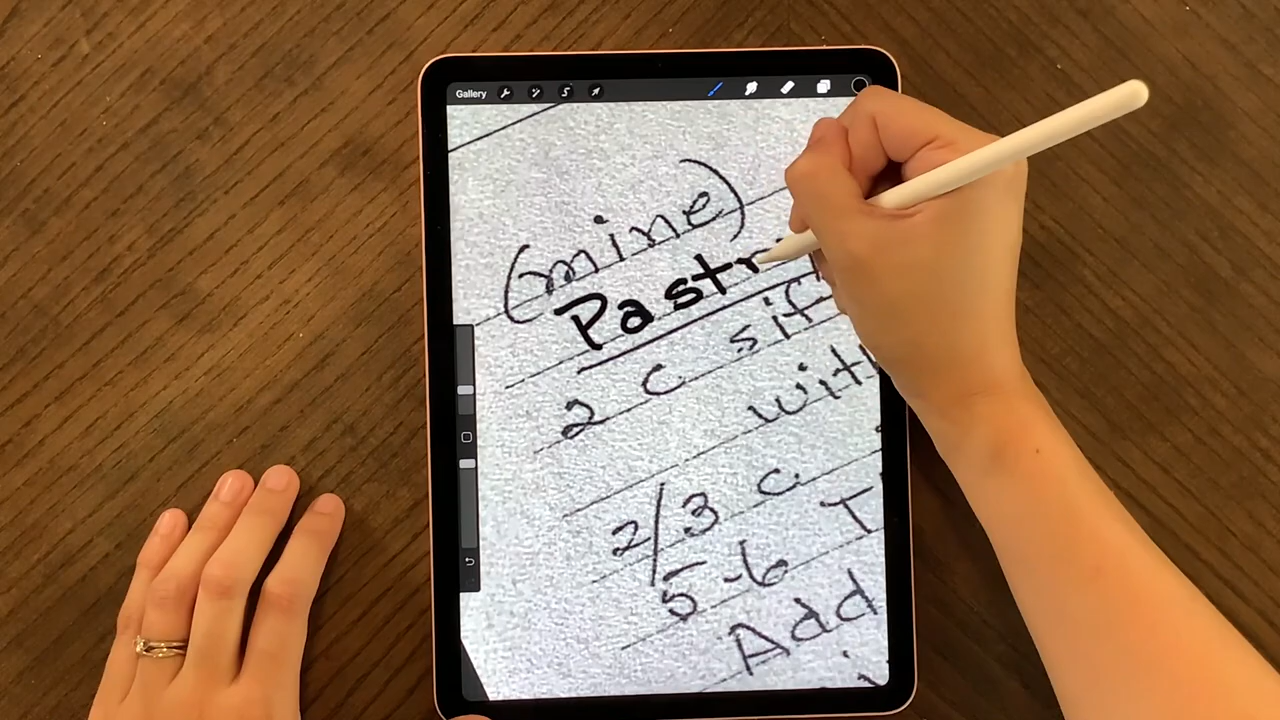 Gallery
(mine)
Pastr
2 c sif
with
2/3 c.
5-6 T
Add